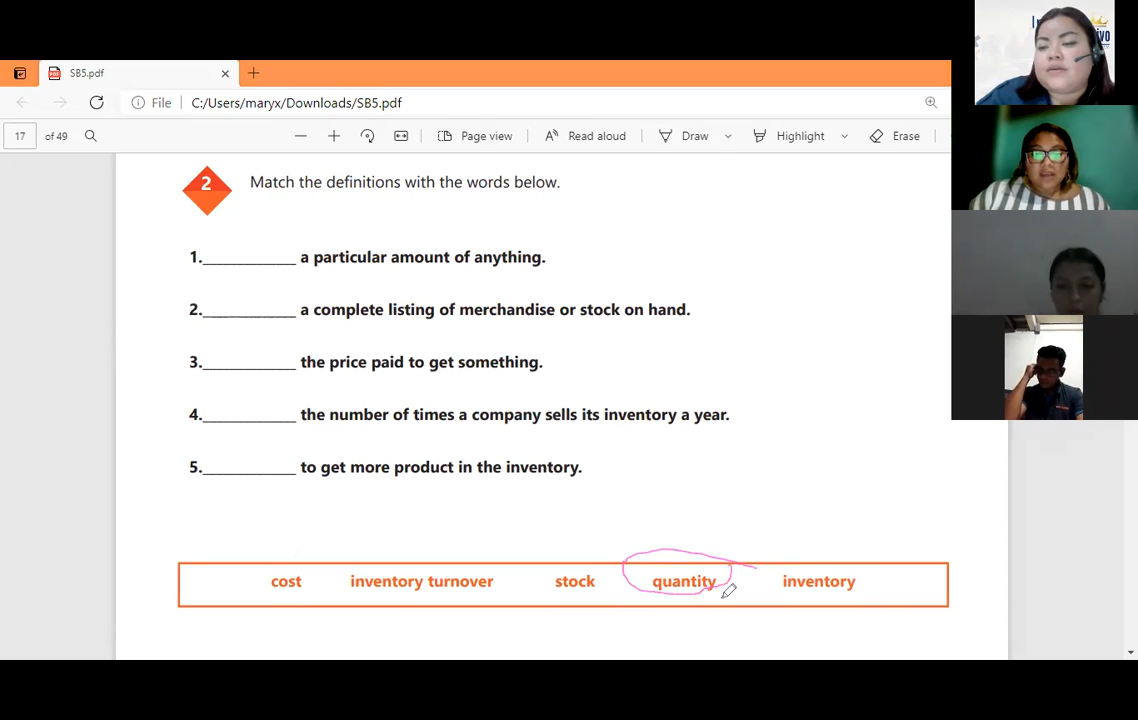 SB5.pdf
File C:/Users/maryx/Downloads/SB5.pdf
17 of 49 Page view Read aloud Draw Highlight Erase
2 Match the definitions with the words below.
1.____________ a particular amount of anything.
2.____________ a complete listing of merchandise or stock on hand.
3.____________ the price paid to get something.
4.____________ the number of times a company sells its inventory a year.
5.____________ to get more product in the inventory.
cost inventory turnover stock quantity inventory